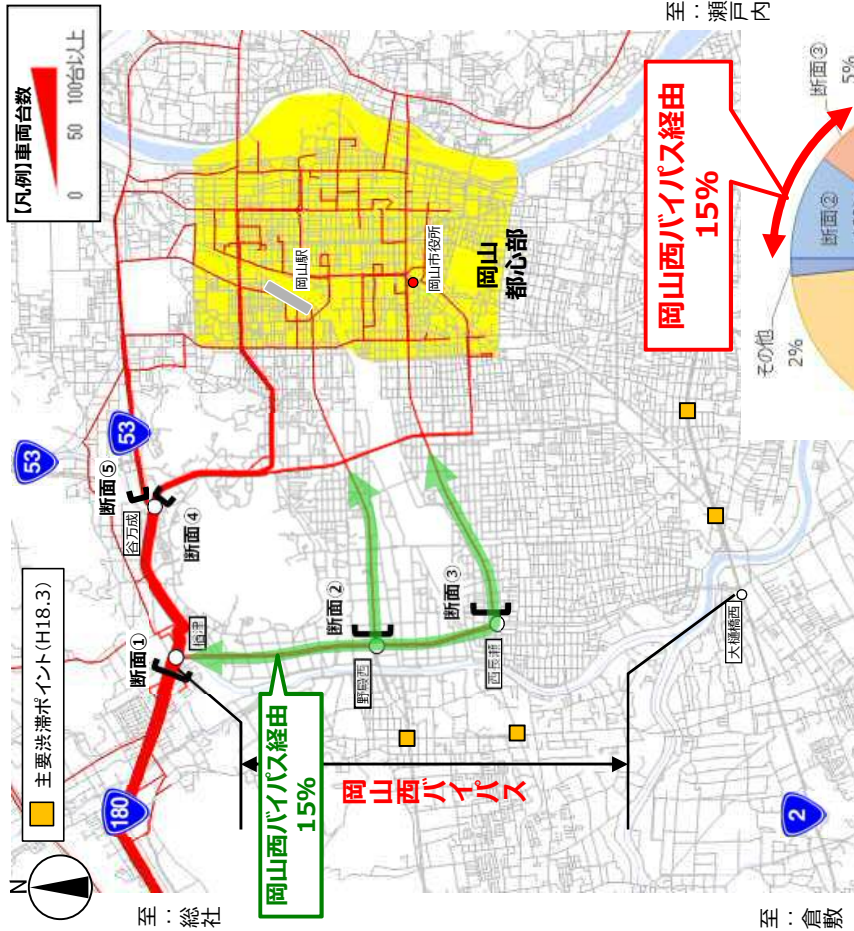 N
主要渋滞ポイント(H18.3)
【凡例】車両台数
0 50 100台以上
至：総社
180
53
53
断面①
断面⑤
谷万成
断面④
断面②
野殿西
断面③
西長瀬
大樋橋西
岡山西バイパス経由
15%
岡山西バイパス
岡山駅
岡山市役所
岡山
都心部
2
至：倉敷
至：瀬戸内
岡山西バイパス経由
15%
その他
2%
断面②
断面③
5%